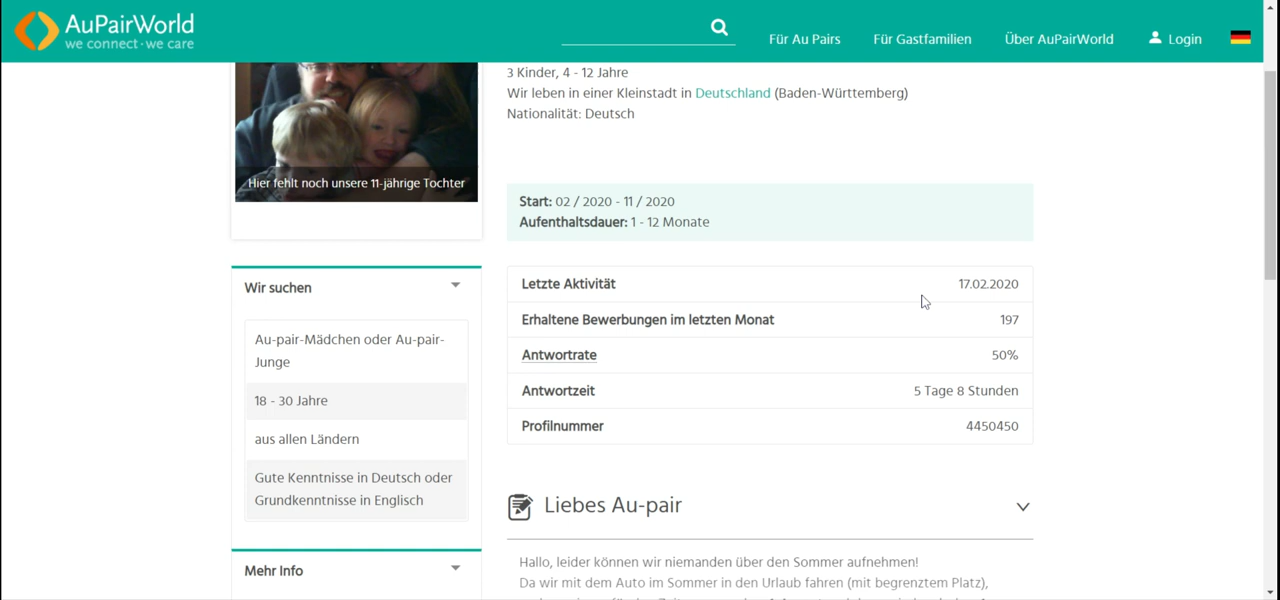 AuPairWorld
we connect · we care
Für Au Pairs
Für Gastfamilien
Über AuPairWorld
Login
3 Kinder, 4 - 12 Jahre
Wir leben in einer Kleinstadt in Deutschland (Baden-Württemberg)
Nationalität: Deutsch
Hier fehlt noch unsere 11-jährige Tochter
Start: 02 / 2020 - 11 / 2020
Aufenthaltsdauer: 1 - 12 Monate
Wir suchen
Au-pair-Mädchen oder Au-pair-
Junge
18 - 30 Jahre
aus allen Ländern
Gute Kenntnisse in Deutsch oder
Grundkenntnisse in Englisch
Mehr Info
Letzte Aktivität 17.02.2020
Erhaltene Bewerbungen im letzten Monat 197
Antwortrate 50%
Antwortzeit 5 Tage 8 Stunden
Profilnummer 4450450
Liebes Au-pair
Hallo, leider können wir niemanden über den Sommer aufnehmen!
Da wir mit dem Auto im Sommer in den Urlaub fahren (mit begrenztem Platz),